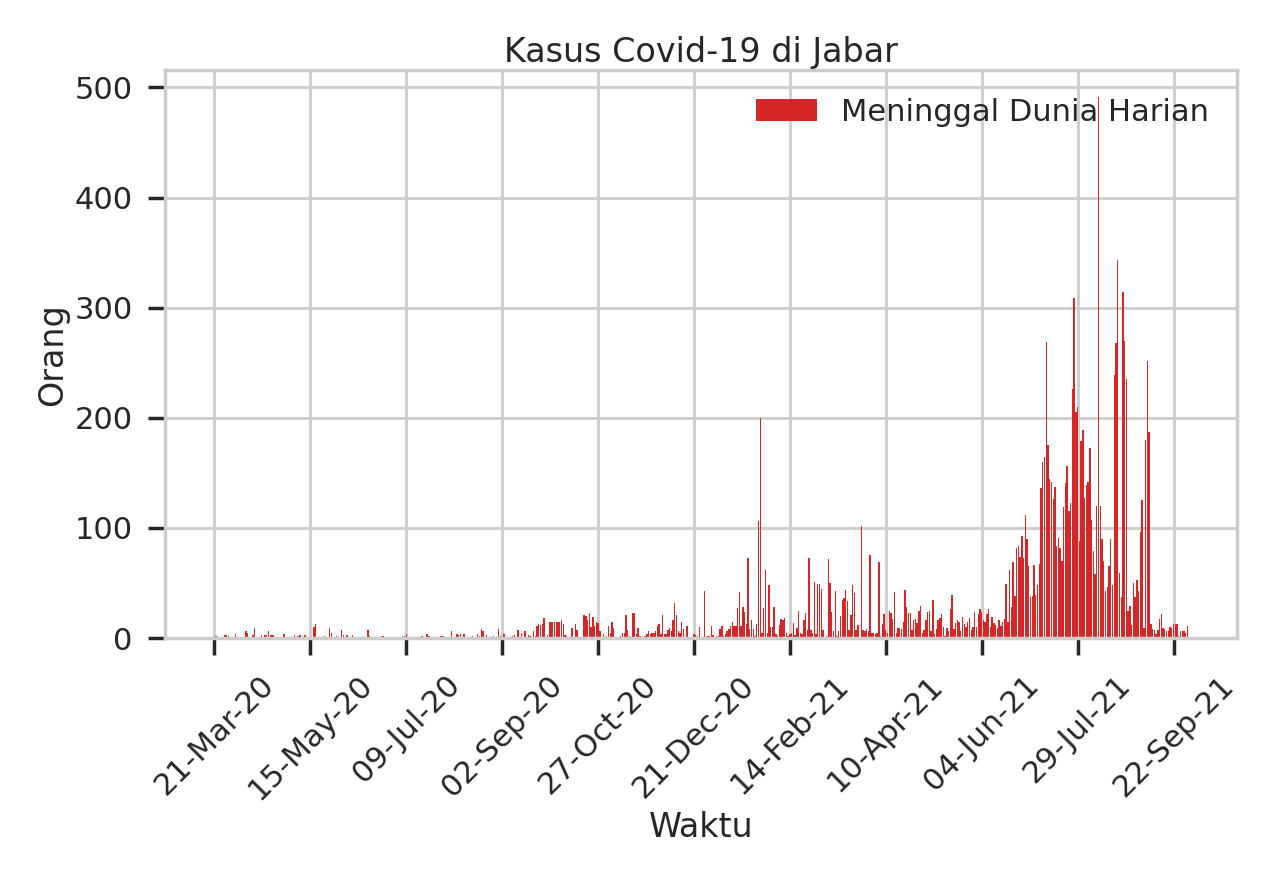 Kasus Covid-19 di Jabar
Meninggal Dunia Harian
500
400
300
200
100
0
Orang
21-Mar-20
15-May-20
09-Jul-20
02-Sep-20
27-Oct-20
21-Dec-20
14-Feb-21
10-Apr-21
04-Jun-21
29-Jul-21
22-Sep-21
Waktu